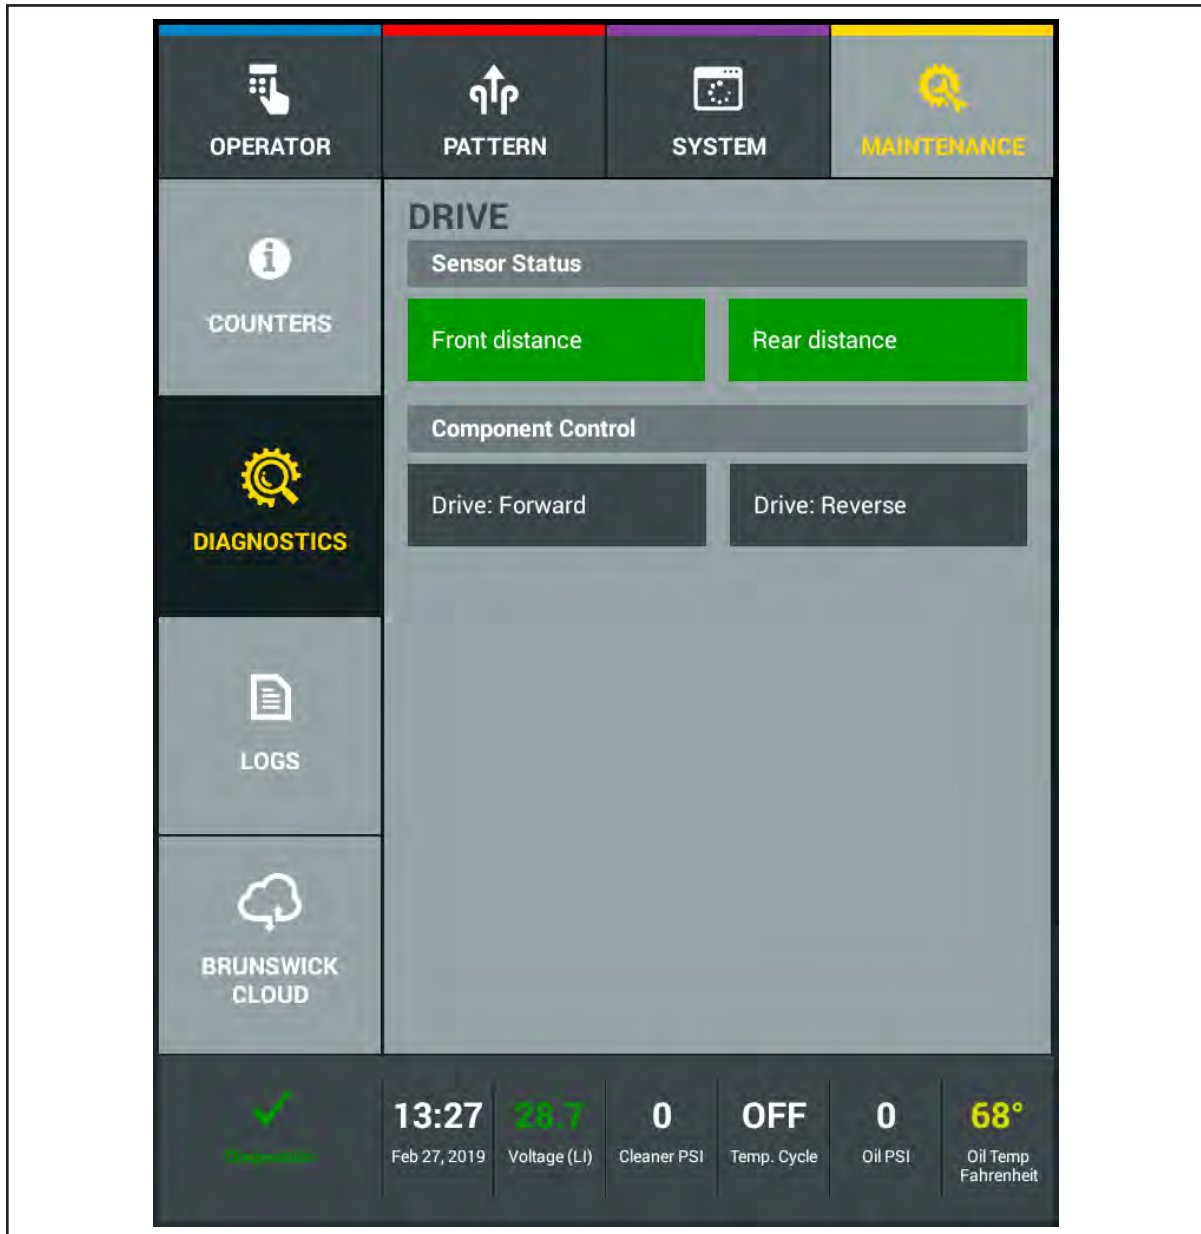 OPERATOR
PATTERN
SYSTEM
MAINTENANCE
COUNTERS
DIAGNOSTICS
LOGS
BRUNSWICK
CLOUD
DRIVE
Sensor Status
Front distance
Rear distance
Component Control
Drive: Forward
Drive: Reverse
13:27
Feb 27, 2019
28.7
Voltage (LI)
0
Cleaner PSI
OFF
Temp. Cycle
0
Oil PSI
68°
Oil Temp
Fahrenheit